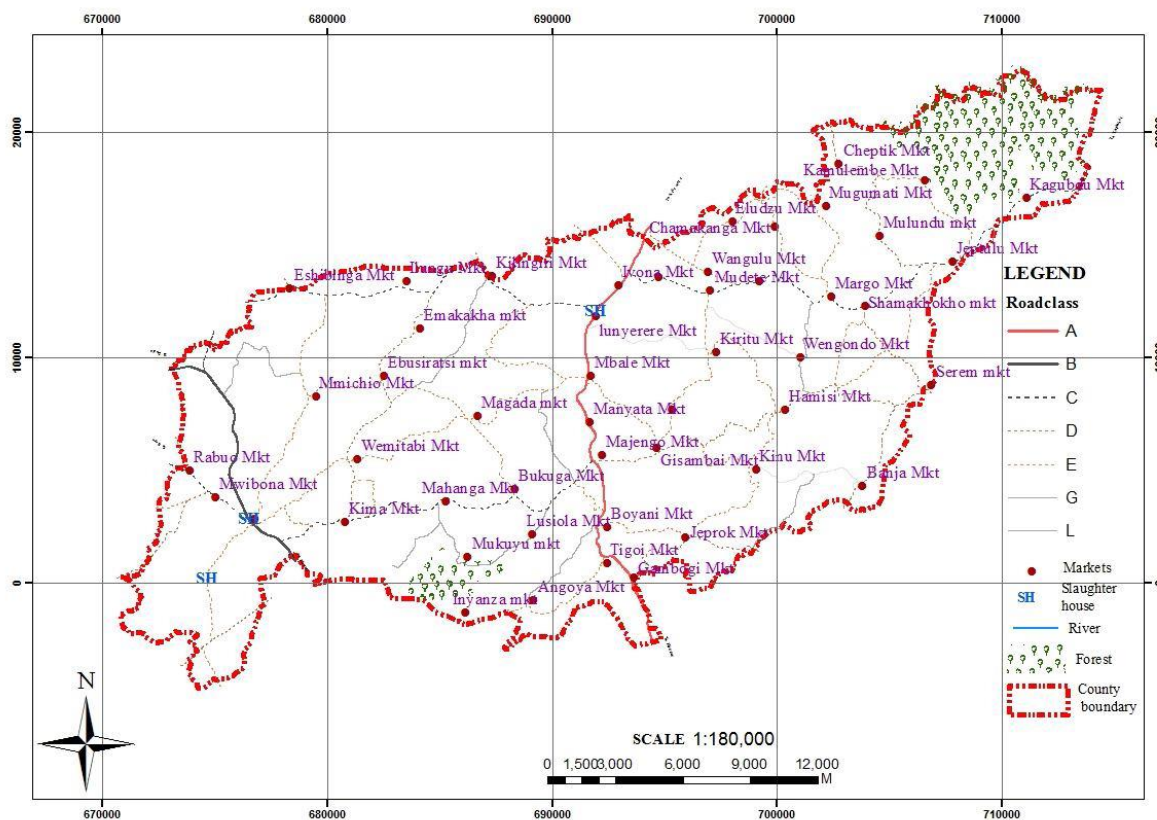 670000 680000 690000 700000 710000
20000
Cheptik Mkt
Kamulembe Mkt
Kagubau Mkt
Mugumati Mkt
Eludzu Mkt
Chamakanga Mkt
Mulundu mkt
Jepiulu Mkt
Kilingiri Mkt
Eshibinga Mkt
Ivona Mkt
Wangulu Mkt
Mudete Mkt
Margo Mkt
Shamakhokho mkt
SH
Emakakha mkt
Iunyerere Mkt
Kiritu Mkt
Wengondo Mkt
10000
Ebusiratsi mkt
Mbale Mkt
Serem mkt
Mmichio Mkt
Magada mkt
Manyata Mkt
Hamisi Mkt
Wemitabi Mkt
Majengo Mkt
Gisambai Mkt
Kinu Mkt
Rabuo Mkt
Bukuga Mkt
Banja Mkt
Mwibona Mkt
Mahanga Mkt
SH
Kima Mkt
Lusiola Mkt
Boyani Mkt
Jeprok Mkt
Mukuyu mkt
Tigoi Mkt
Gambogi Mkt
SH
0
0
Angoya Mkt
Inyanza mkt
LEGEND
Roadclass
A
B
C
D
E
G
L
Markets
SH
Slaughter
house
River
Forest
County
boundary
N
SCALE 1:180,000
0 1,500 3,000 6,000 9,000 12,000
M
670000 680000 690000 700000 710000